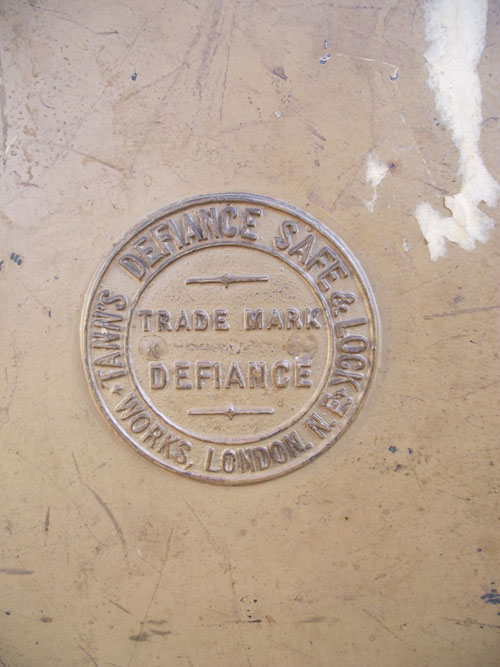 TANN'S DEFIANCE SAFE & LOCK
WORKS, LONDON. N. E.
TRADE MARK
DEFIANCE